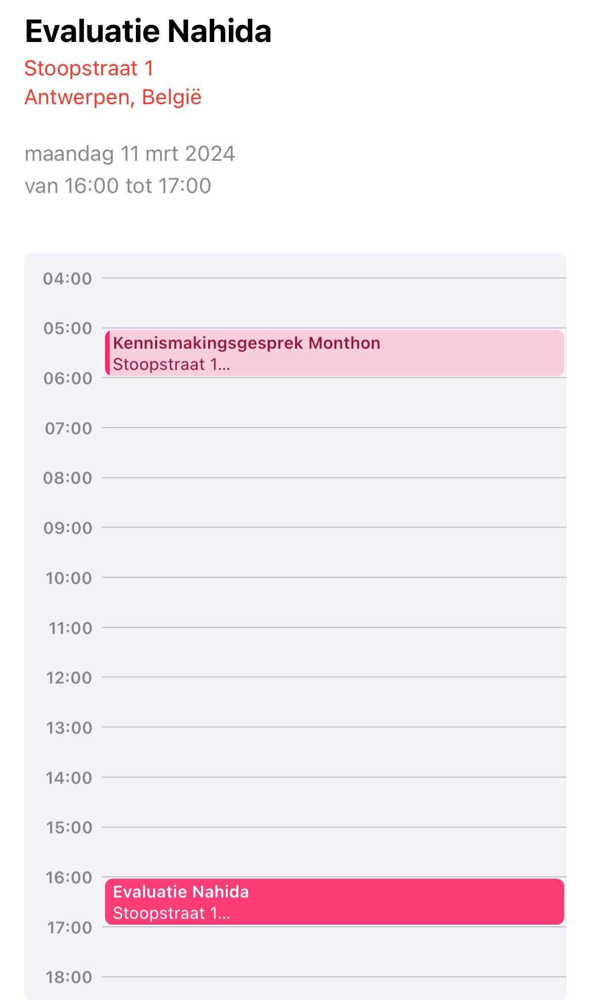 Evaluatie Nahida
Stoopstraat 1
Antwerpen, België
maandag 11 mrt 2024
van 16:00 tot 17:00
04:00
05:00
Kennismakingsgesprek Monthon
Stoopstraat 1...
06:00
07:00
08:00
09:00
10:00
11:00
12:00
13:00
14:00
15:00
16:00
Evaluatie Nahida
Stoopstraat 1...
17:00
18:00